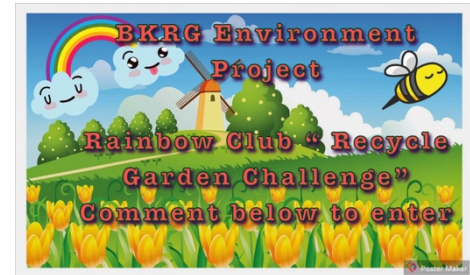 BKRG Environment
Project
Rainbow Club “ Recycle
Garden Challenge”
Comment below to enter
Poster Maker